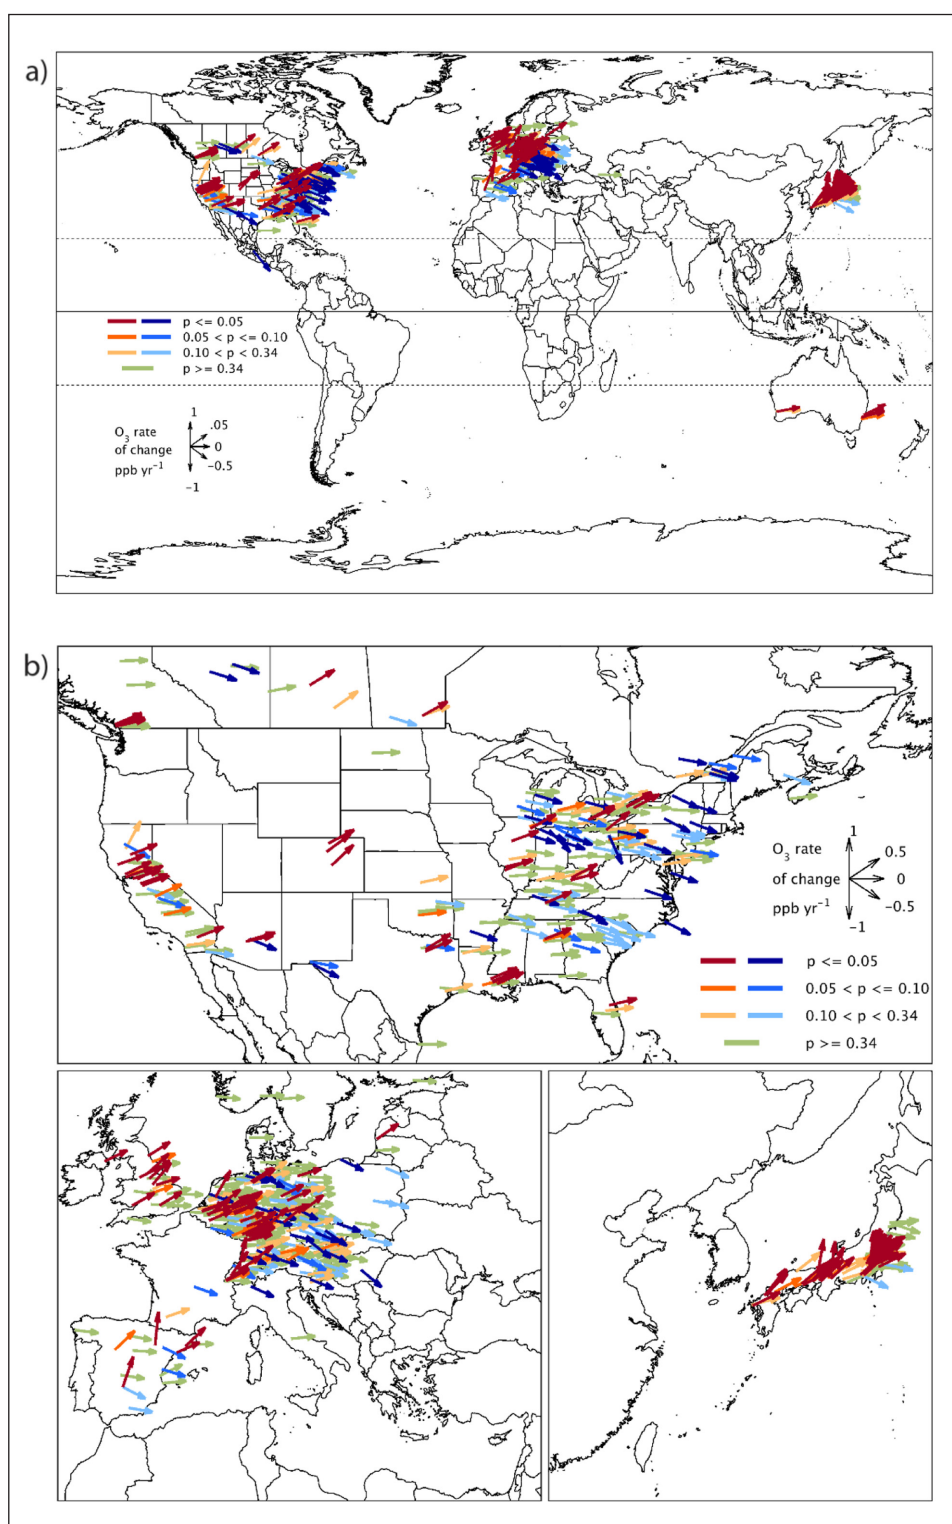 a)
p <= 0.05
0.05 < p <= 0.10
0.10 < p < 0.34
p >= 0.34
1
.05
O3 rate
of change
0
ppb yr−1
-0.5
-1
b)
1
O3 rate
0.5
of change
0
ppb yr−1
-0.5
-1
p <= 0.05
0.05 < p <= 0.10
0.10 < p < 0.34
p >= 0.34